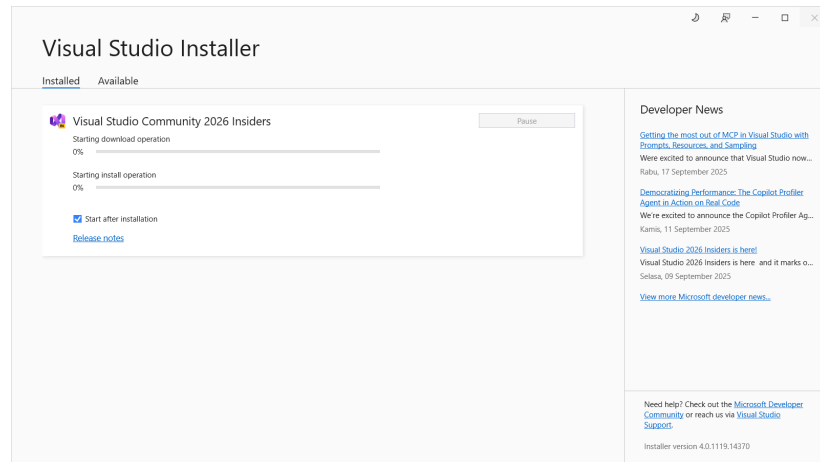 Visual Studio Installer
Installed
Available
Visual Studio Community 2026 Insiders
Pause
Starting download operation
0%
Starting install operation
0%
Start after installation
Release notes
Developer News
Getting the most out of MCP in Visual Studio with
Prompts, Resources, and Sampling
Were excited to announce that Visual Studio now...
Rabu, 17 September 2025
Democratizing Performance: The Copilot Profiler
Agent in Action on Real Code
We're excited to announce the Copilot Profiler Ag...
Kamis, 11 September 2025
Visual Studio 2026 Insiders is here!
Visual Studio 2026 Insiders is here  and it marks o...
Selasa, 09 September 2025
View more Microsoft developer news...
Need help? Check out the Microsoft Developer
Community or reach us via Visual Studio
Support.
Installer version 4.0.1119.14370